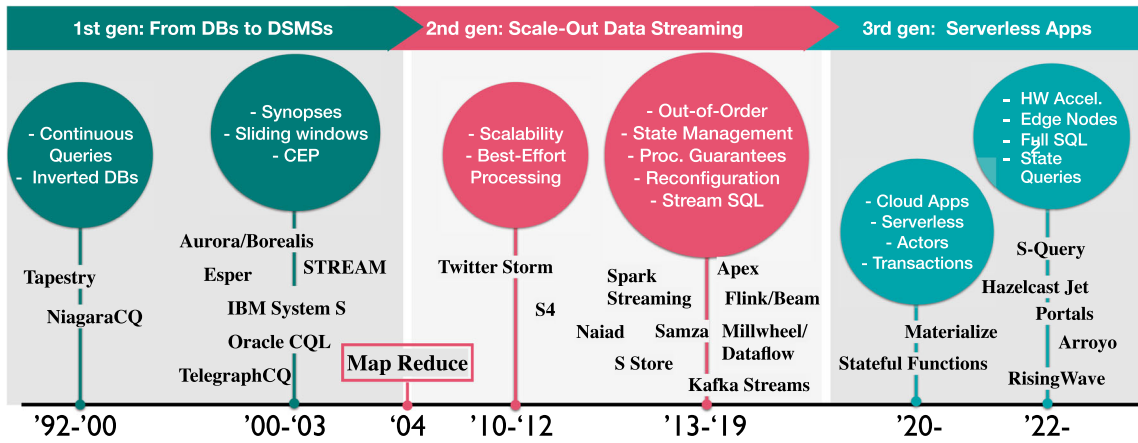 1st gen: From DBs to DSMSs
2nd gen: Scale-Out Data Streaming
3rd gen: Serverless Apps
- Continuous
Queries
- Inverted DBs
- Synopses
- Sliding windows
- CEP
- Scalability
- Best-Effort
Processing
- Out-of-Order
- State Management
- Proc. Guarantees
- Reconfiguration
- Stream SQL
- Cloud Apps
- Serverless
- Actors
- Transactions
- HW Accel.
- Edge Nodes
- Full SQL
2
- State
Queries
Tapestry
NiagaraCQ
Aurora/Borealis
Esper
STREAM
IBM System S
Oracle CQL
TelegraphCQ
Map Reduce
Twitter Storm
S4
Spark
Streaming
Apex
Flink/Beam
Naiad
Samza
Millwheel/
Dataflow
S Store
Kafka Streams
Materialize
Stateful Functions
S-Query
Hazelcast Jet
Portals
Arroyo
RisingWave
'92-'00
'00-'03
'04
'10-'12
'13-'19
'20-
'22-